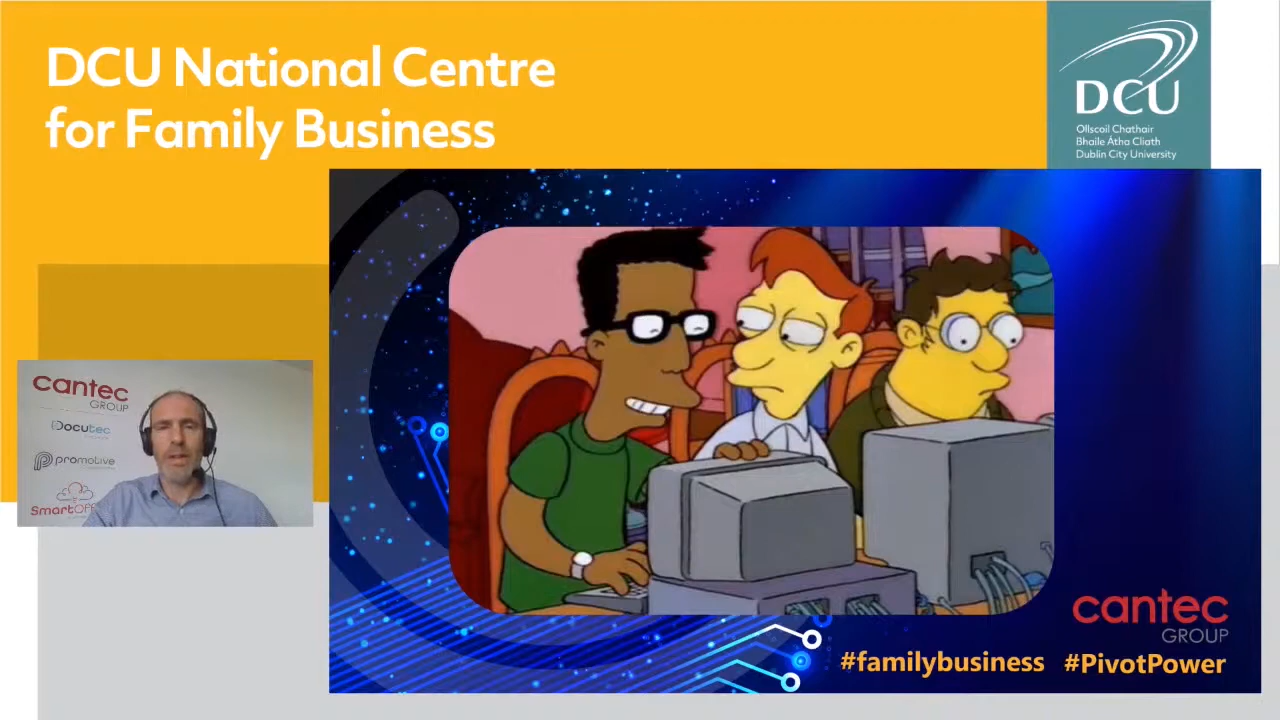 DCU National Centre
for Family Business
DCU
Ollscoil Chathair
Bhaile Átha Cliath
Dublin City University
cantec
GROUP
Docutec
promotive
SmartOff
cantec
GROUP
#familybusiness #PivotPower